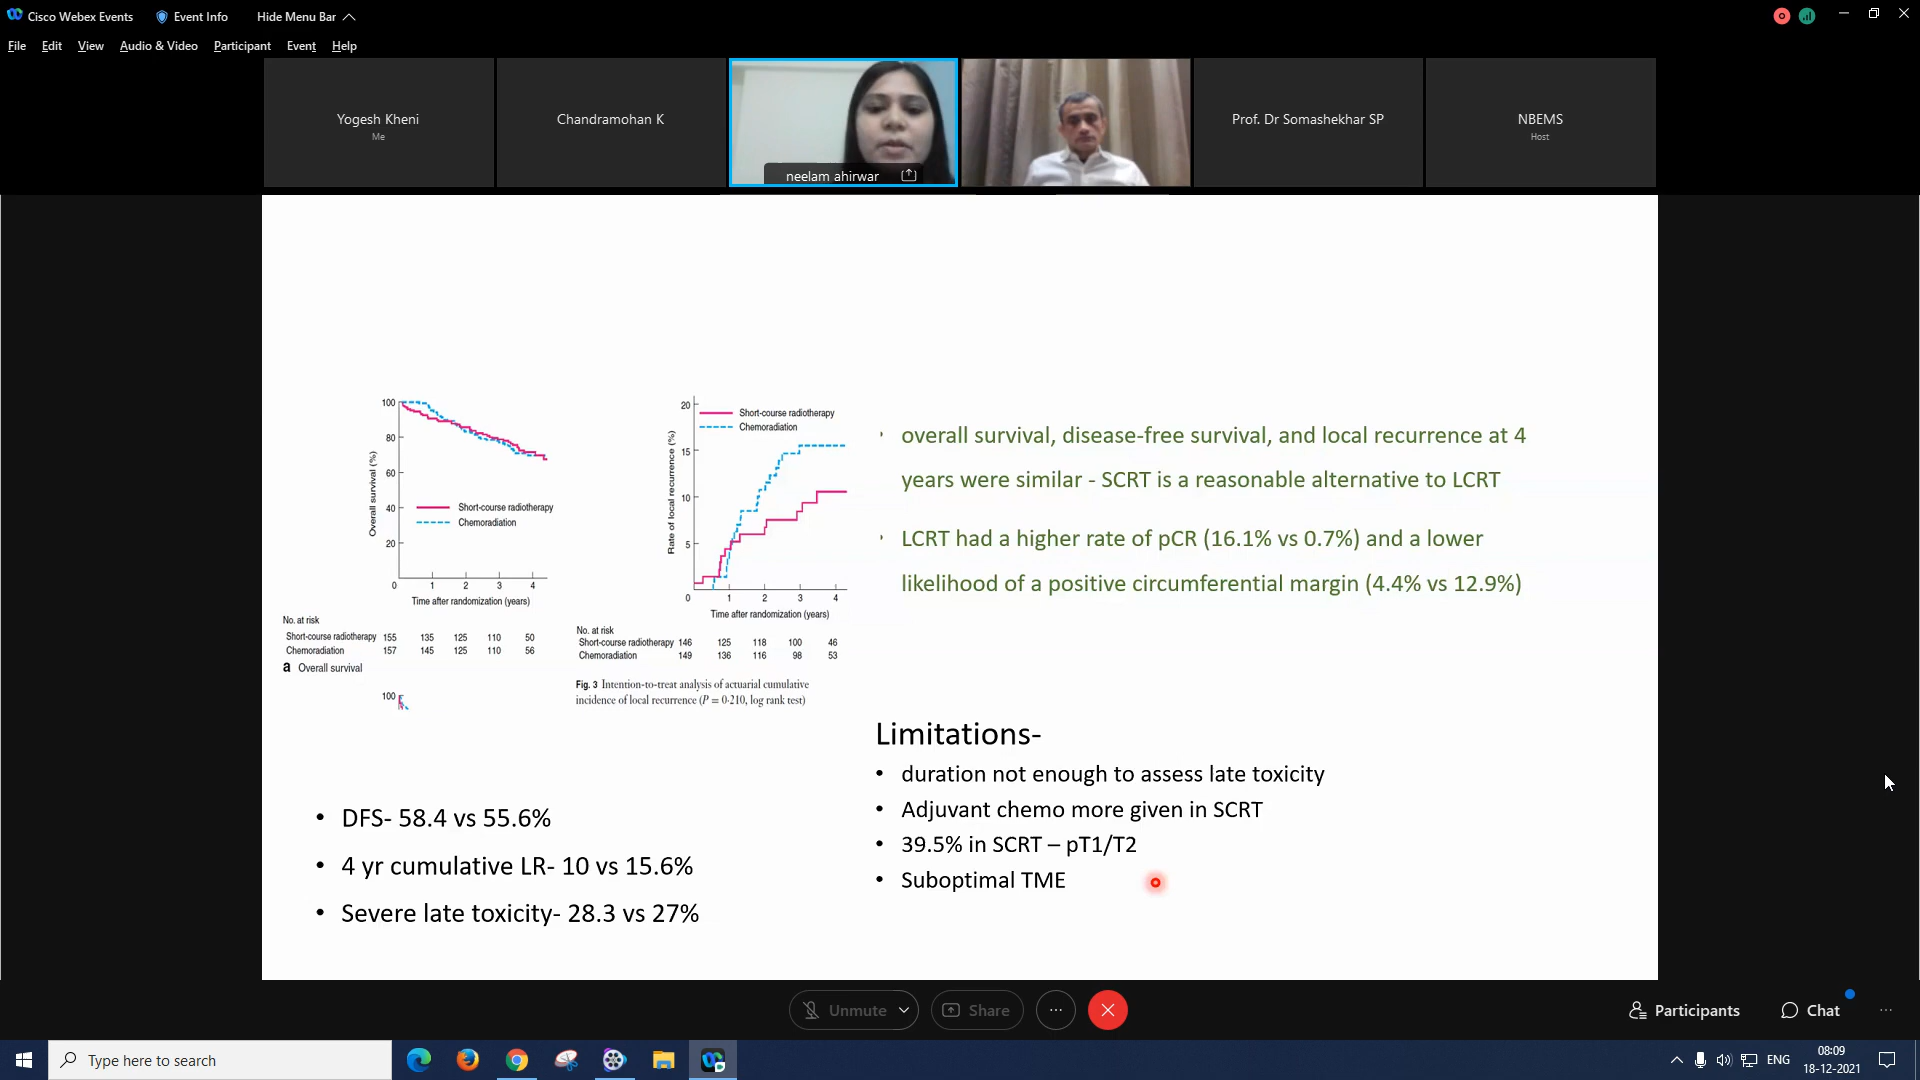 Cisco Webex Events
Event Info
Hide Menu Bar
File Edit View Audio & Video Participant Event Help
Yogesh Kheni
Me
Chandramohan K
neelam ahirwar
Prof. Dr Somashekhar SP
NBEMS
Host
100
80
60
40
20
0 1 2 3 4
Overall survival (%)
Short-course radiotherapy
Chemoradiation
Time after randomization (years)
No. at risk
Short-course radiotherapy 155 135 125 110 50
Chemoradiation 157 145 125 110 56
a Overall survival
100
20
15
10
5
0 1 2 3 4
Rate of local recurrence (%)
Short-course radiotherapy
Chemoradiation
Time after randomization (years)
No. at risk
Short-course radiotherapy 146 125 118 100 46
Chemoradiation 149 136 116 98 53
Fig. 3 Intention-to-treat analysis of actuarial cumulative
incidence of local recurrence (P = 0·210, log rank test)
overall survival, disease-free survival, and local recurrence at 4
years were similar - SCRT is a reasonable alternative to LCRT
LCRT had a higher rate of pCR (16.1% vs 0.7%) and a lower
likelihood of a positive circumferential margin (4.4% vs 12.9%)
Limitations-
• duration not enough to assess late toxicity
• Adjuvant chemo more given in SCRT
• 39.5% in SCRT – pT1/T2
• Suboptimal TME
• DFS- 58.4 vs 55.6%
• 4 yr cumulative LR- 10 vs 15.6%
• Severe late toxicity- 28.3 vs 27%
Unmute
Share
Participants
Chat
Type here to search
ENG
08:09
18-12-2021